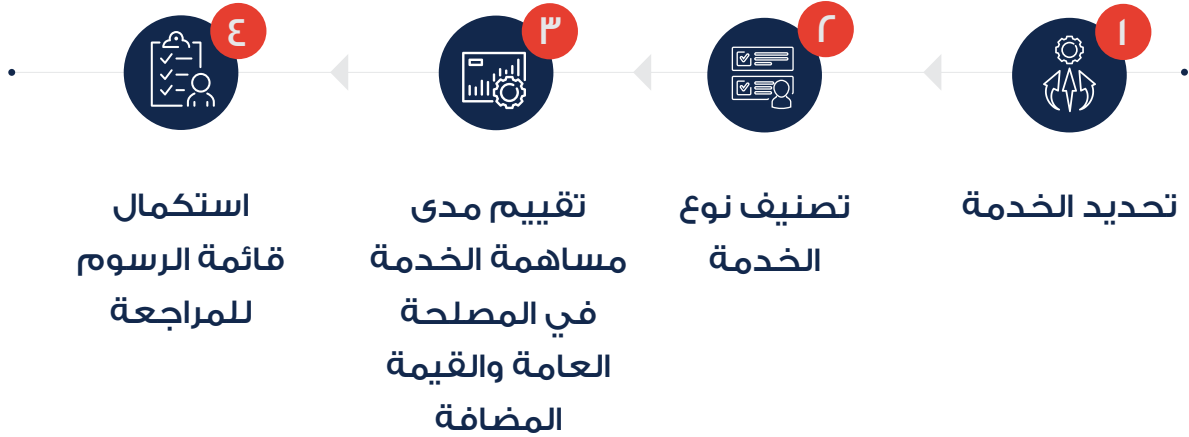 ١
تحديد الخدمة
٢
تصنيف نوع
الخدمة
٣
تقييم مدى
مساهمة الخدمة
في المصلحة
العامة والقيمة
المضافة
٤
استكمال
قائمة الرسوم
للمراجعة